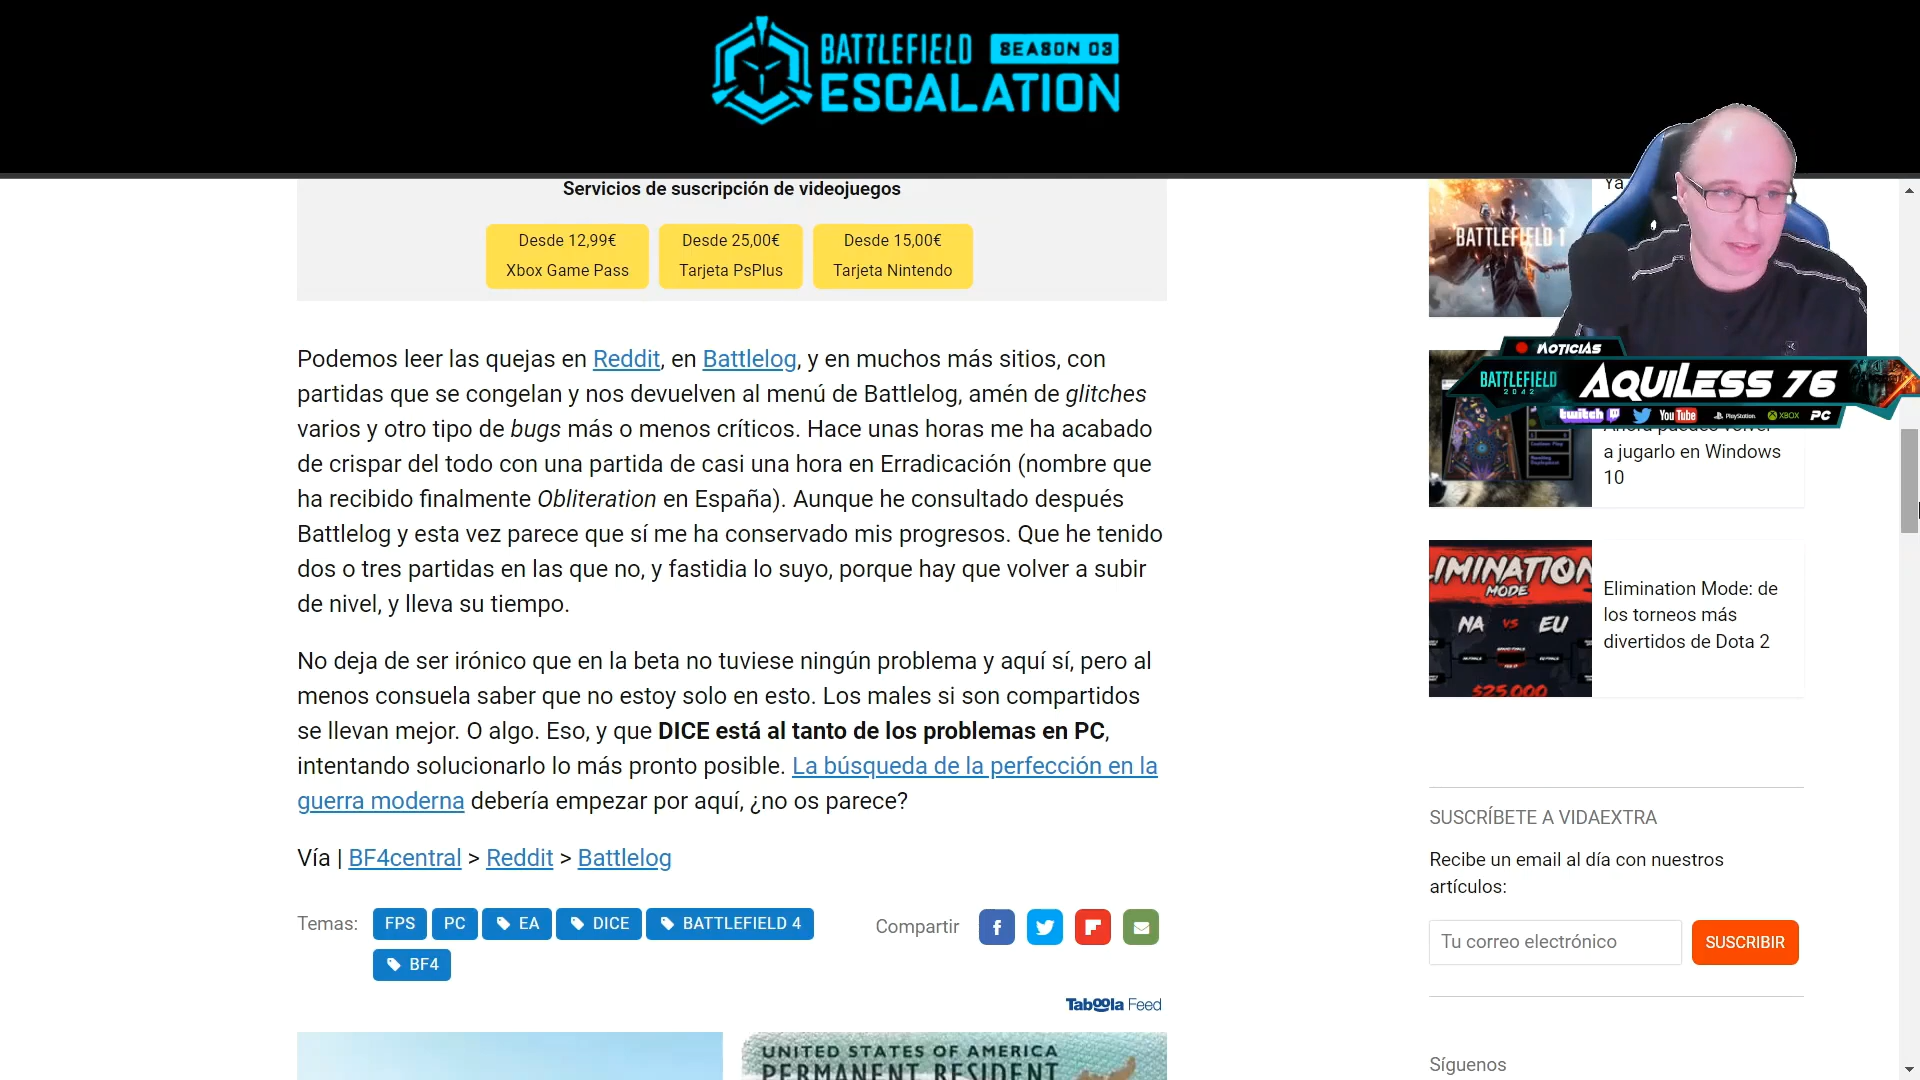 BATTLEFIELD SEASON 03
ESCALATION
Servicios de suscripción de videojuegos
Desde 12,99€
Xbox Game Pass
Desde 25,00€
Tarjeta PsPlus
Desde 15,00€
Tarjeta Nintendo
Podemos leer las quejas en Reddit, en Battlelog, y en muchos más sitios, con
partidas que se congelan y nos devuelven al menú de Battlelog, amén de glitches
varios y otro tipo de bugs más o menos críticos. Hace unas horas me ha acabado
de crispar del todo con una partida de casi una hora en Erradicación (nombre que
ha recibido finalmente Obliteration en España). Aunque he consultado después
Battlelog y esta vez parece que sí me ha conservado mis progresos. Que he tenido
dos o tres partidas en las que no, y fastidia lo suyo, porque hay que volver a subir
de nivel, y lleva su tiempo.
No deja de ser irónico que en la beta no tuviese ningún problema y aquí sí, pero al
menos consuela saber que no estoy solo en esto. Los males si son compartidos
se llevan mejor. O algo. Eso, y que DICE está al tanto de los problemas en PC,
intentando solucionarlo lo más pronto posible. La búsqueda de la perfección en la
guerra moderna debería empezar por aquí, ¿no os parece?
Vía | BF4central > Reddit > Battlelog
Temas: FPS PC EA DICE BATTLEFIELD 4
BF4
Compartir
Taboola Feed
UNITED STATES OF AMERICA
PERMANENT RESIDENT
Ya
BATTLEFIELD 1
NOTICIAS
BATTLEFIELD
2042
AQUILESS 76
twitch YouTube PlayStation XBOX PC
Ahora puedes volver
a jugarlo en Windows
10
ELIMINATION
MODE
NA VS EU
$25.000
Elimination Mode: de
los torneos más
divertidos de Dota 2
SUSCRÍBETE A VIDAEXTRA
Recibe un email al día con nuestros
artículos:
Tu correo electrónico
SUSCRIBIR
Síguenos